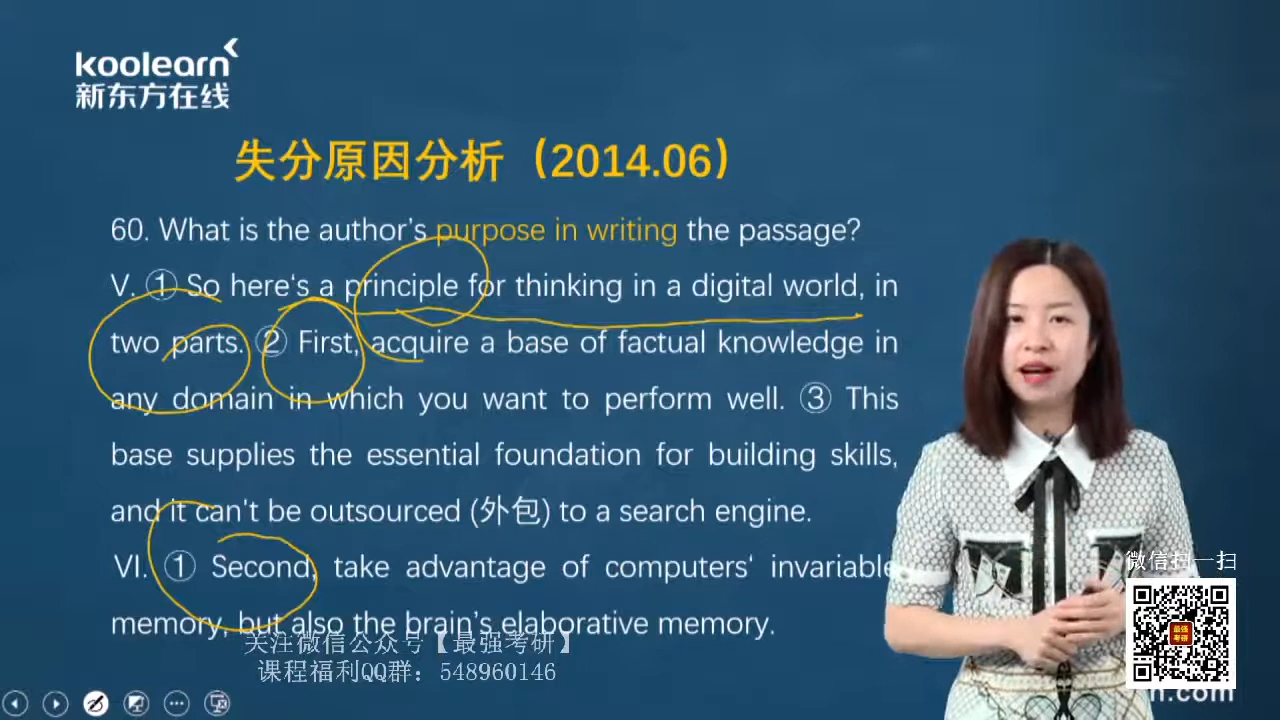 koolearn
新东方在线
失分原因分析（2014.06）
60. What is the author's purpose in writing the passage?
V. ① So here's a principle for thinking in a digital world, in
two parts. ② First, acquire a base of factual knowledge in
any domain in which you want to perform well. ③ This
base supplies the essential foundation for building skills,
and it can't be outsourced (外包) to a search engine.
VI. ① Second, take advantage of computers' invariable
memory, but also the brain's elaborative memory.
关注微信公众号【最强考研】
课程福利QQ群：548960146
微信扫一扫
最强
考研
n.com